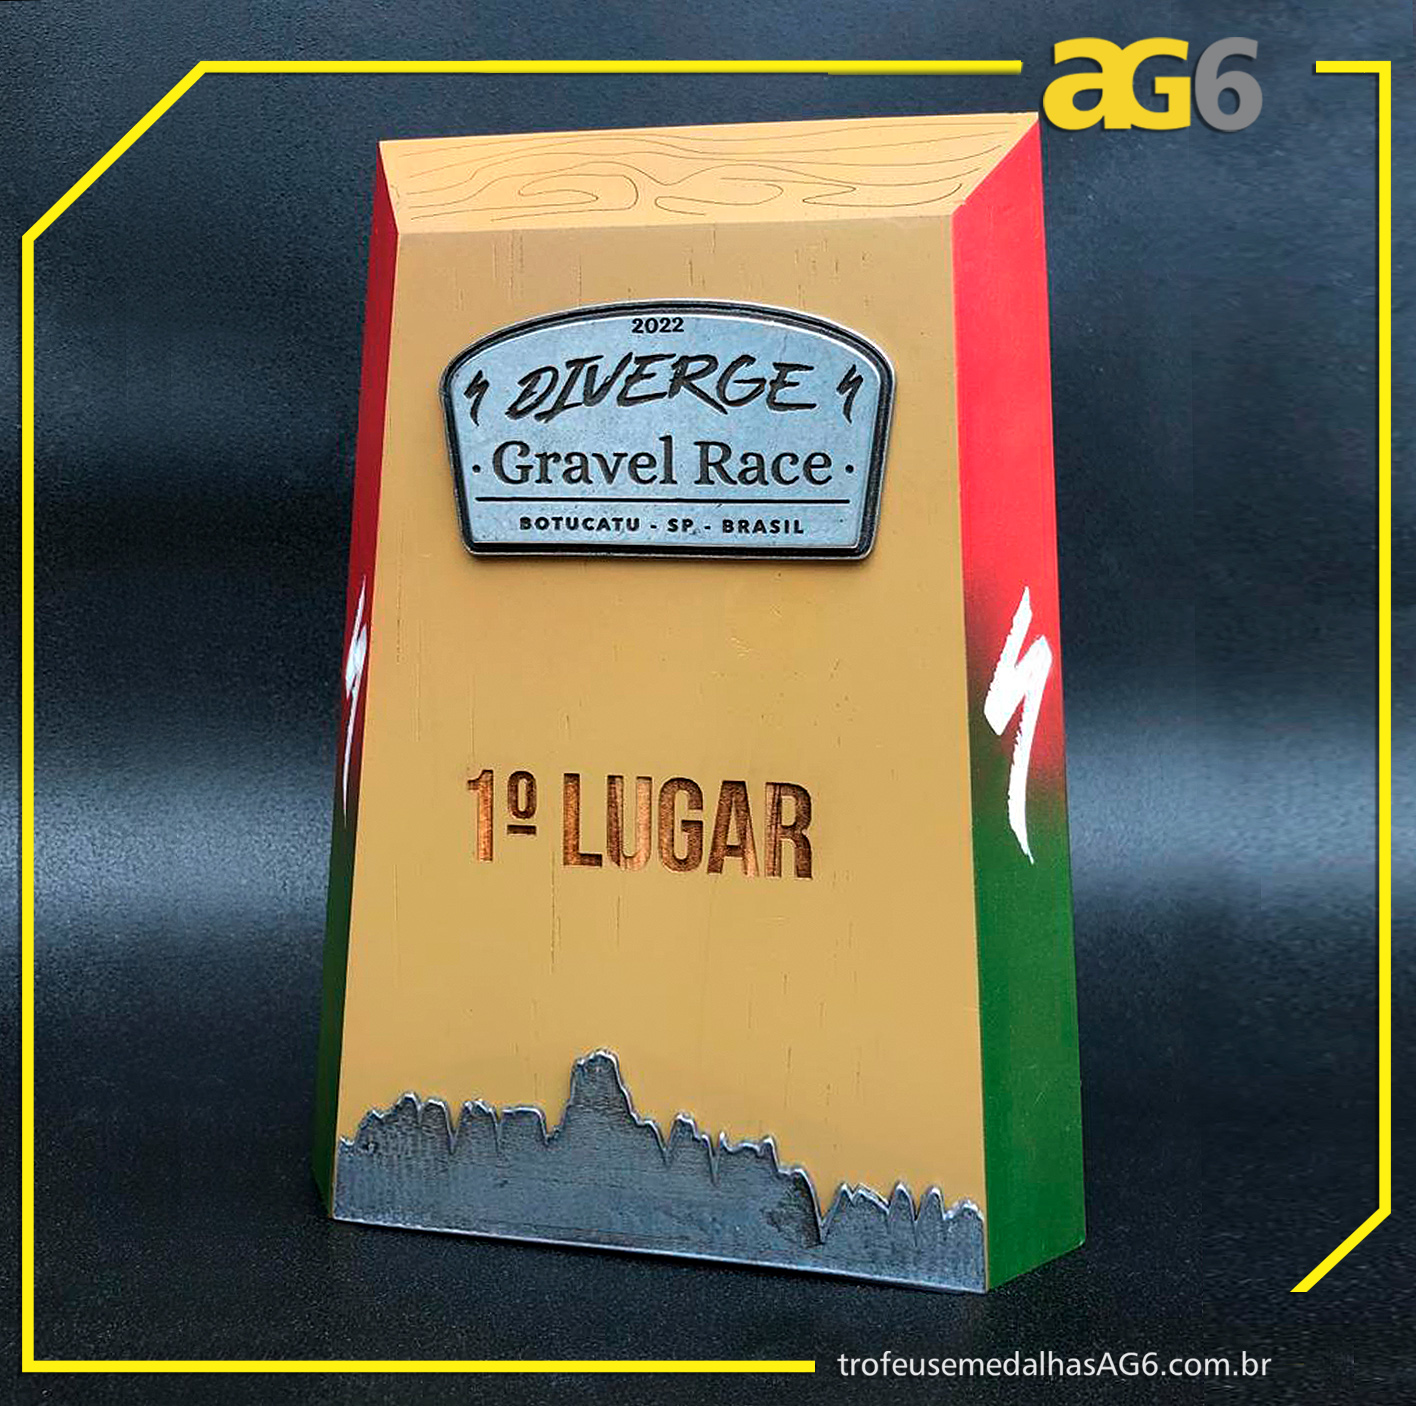 aG6
2022
DIVERGE
· Gravel Race ·
BOTUCATU - SP - BRASIL
1º LUGAR
trofeusemedalhasAG6.com.br